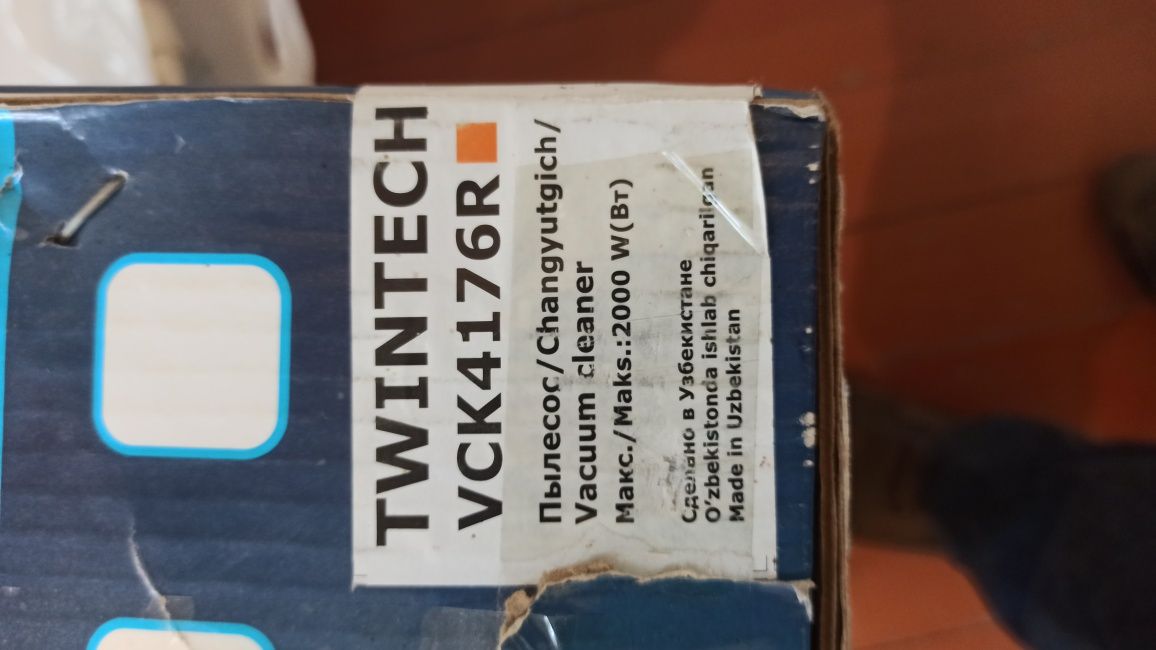 TWINTECH
VCK4176R
Пылесос/Changyutgich/
Vacuum cleaner
Макс./Maks.:2000 W(Вт)
Сделано в Узбекистане
O'zbekistonda ishlab chiqarilgan
Made in Uzbekistan